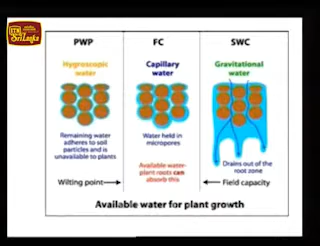 SriLanka
PWP
FC
SWC
Hygroscopic
water
Capillary
water
Gravitational
water
Remaining water
adheres to soil
particles and is
unavailable to plants
Water held in
micropores
Available water-
plant roots can
absorb this
Drains out of the
root zone
Wilting point
Field capacity
Available water for plant growth